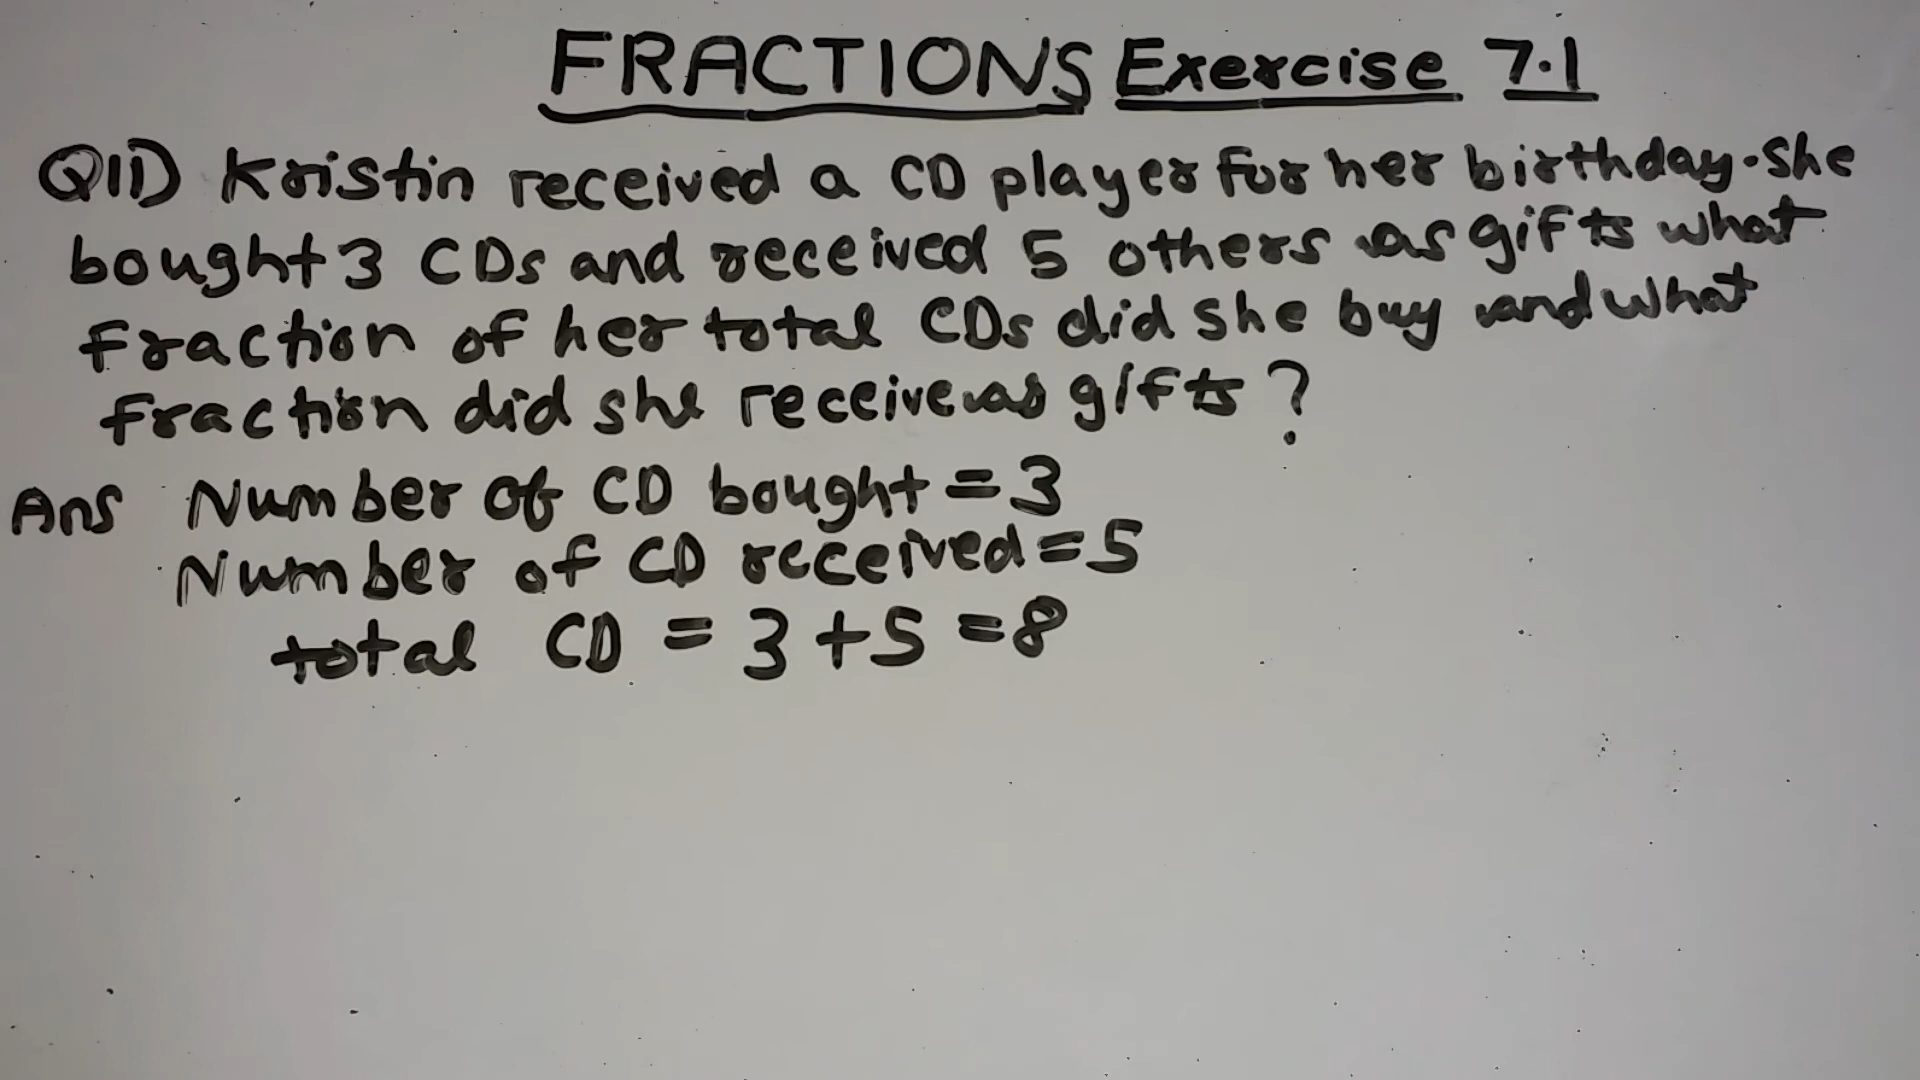 FRACTIONS Exercise 7.1
Q11) Kristin received a CD player for her birthday. She
bought 3 CDs and received 5 others as gifts what
fraction of her total CDs did she buy and what
fraction did she receive as gifts?
Ans Number of CD bought = 3
Number of CD received = 5
total CD = 3 + 5 = 8